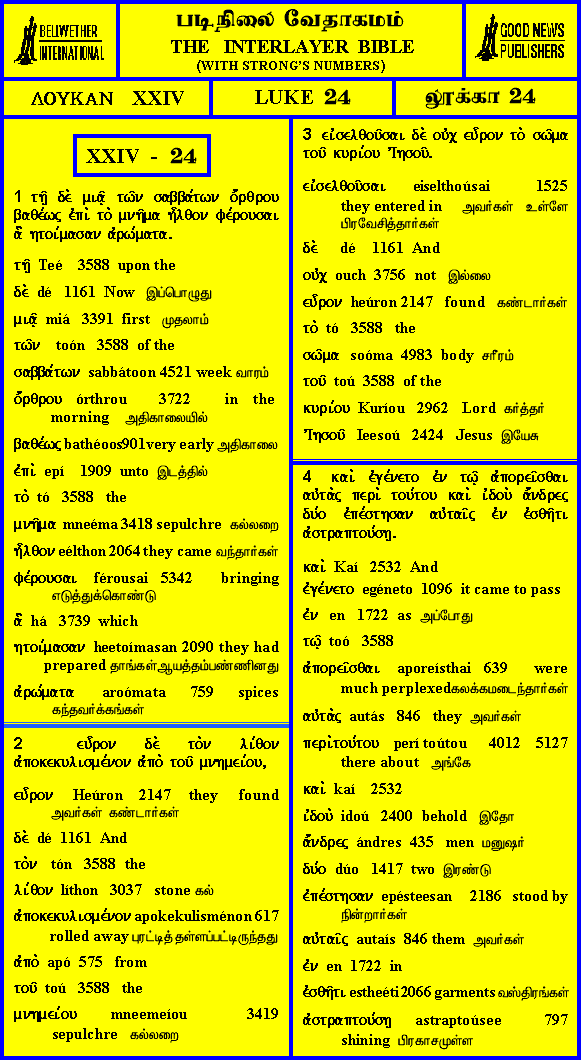 BELLWETHER
INTERNATIONAL
படிநிலை வேதாகமம்
THE INTERLAYER BIBLE
(WITH STRONG'S NUMBERS)
GOOD NEWS
PUBLISHERS
ΛΟΥΚΑΝ XXIV
LUKE 24
லூக்கா 24
XXIV - 24
1 τῇ δὲ μιᾷ τῶν σαββάτων ὄρθρου
βαθέως ἐπὶ τὸ μνῆμα ἦλθον φέρουσαι
ἃ ητοίμασαν ἀρώματα.
τῇ Teé 3588 upon the
δὲ dé 1161 Now இப்பொழுது
μιᾷ miá 3391 first முதலாம்
τῶν toón 3588 of the
σαββάτων sabbátoon 4521 week வாரம்
ὄρθρου órthrou 3722 in the
morning அதிகாலையில்
βαθέως bathéoos901very early அதிகாலை
ἐπὶ epí 1909 unto இடத்தில்
τὸ tó 3588 the
μνῆμα mneéma 3418 sepulchre கல்லறை
ἦλθον eélthon 2064 they came வந்தார்கள்
φέρουσαι férousai 5342 bringing
எடுத்துக்கொண்டு
ἃ há 3739 which
ητοίμασαν heetoímasan 2090 they had
prepared தாங்கள்ஆயத்தம்பண்ணினது
ἀρώματα aroómata 759 spices
கந்தவர்க்கங்கள்
2 εὗρον δὲ τὸν λίθον
ἀποκεκυλισμένον ἀπὸ τοῦ μνημείου,
εὗρον Heúron 2147 they found
அவர்கள் கண்டார்கள்
δὲ dé 1161 And
τὸν tón 3588 the
λίθον líthon 3037 stone கல்
ἀποκεκυλισμένον apokekulisménon 617
rolled away புரட்டித் தள்ளப்பட்டிருந்தது
ἀπὸ apó 575 from
τοῦ toú 3588 the
μνημείου mneemeíou 3419
sepulchre கல்லறை
3 εἰσελθοῦσαι δὲ οὐχ εὗρον τὸ σῶμα
τοῦ κυρίου Ἰησοῦ.
εἰσελθοῦσαι eiselthoúsai 1525
they entered in அவர்கள் உள்ளே
பிரவேசித்தார்கள்
δὲ dé 1161 And
οὐχ ouch 3756 not இல்லை
εὗρον heúron 2147 found கண்டார்கள்
τὸ tó 3588 the
σῶμα soóma 4983 body சரீரம்
τοῦ toú 3588 of the
κυρίου Kuríou 2962 Lord கர்த்தர்
Ἰησοῦ Ieesoú 2424 Jesus இயேசு
4 καὶ ἐγένετο ἐν τῷ ἀπορεῖσθαι
αὐτὰς περὶ τούτου καὶ ἰδοὺ ἄνδρες
δύο ἐπέστησαν αὐταῖς ἐν ἐσθῆτι
ἀστραπτούσῃ.
καὶ Kaí 2532 And
ἐγένετο egéneto 1096 it came to pass
ἐν en 1722 as அப்போது
τῷ toó 3588
ἀπορεῖσθαι aporeísthai 639 were
much perplexedகலக்கமடைந்தார்கள்
αὐτὰς autás 846 they அவர்கள்
περὶτούτου perí toútou 4012 5127
there about அங்கே
καὶ kaí 2532
ἰδοὺ idoú 2400 behold இதோ
ἄνδρες ándres 435 men மனுஷர்
δύο dúo 1417 two இரண்டு
ἐπέστησαν epésteesan 2186 stood by
நின்றார்கள்
αὐταῖς autaís 846 them அவர்கள்
ἐν en 1722 in
ἐσθῆτι estheéti 2066 garments வஸ்திரங்கள்
ἀστραπτούσῃ astraptoúsee 797
shining பிரகாசமுள்ள